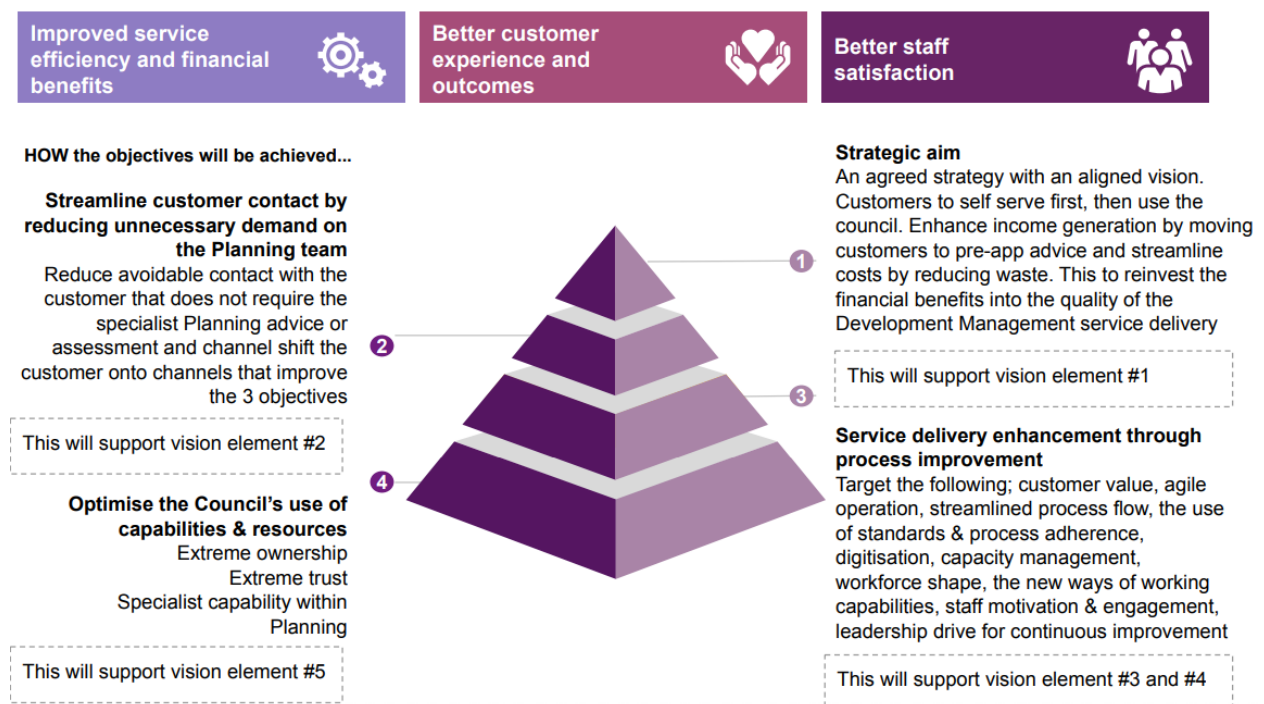 Improved service
efficiency and financial
benefits
Better customer
experience and
outcomes
Better staff
satisfaction
HOW the objectives will be achieved...
Streamline customer contact by
reducing unnecessary demand on
the Planning team
Reduce avoidable contact with the
customer that does not require the
specialist Planning advice or
assessment and channel shift the
customer onto channels that improve
the 3 objectives
This will support vision element #2
Optimise the Council's use of
capabilities & resources
Extreme ownership
Extreme trust
Specialist capability within
Planning
This will support vision element #5
1
2
3
4
Strategic aim
An agreed strategy with an aligned vision.
Customers to self serve first, then use the
council. Enhance income generation by moving
customers to pre-app advice and streamline
costs by reducing waste. This to reinvest the
financial benefits into the quality of the
Development Management service delivery
This will support vision element #1
Service delivery enhancement through
process improvement
Target the following; customer value, agile
operation, streamlined process flow, the use
of standards & process adherence,
digitisation, capacity management,
workforce shape, the new ways of working
capabilities, staff motivation & engagement,
leadership drive for continuous improvement
This will support vision element #3 and #4